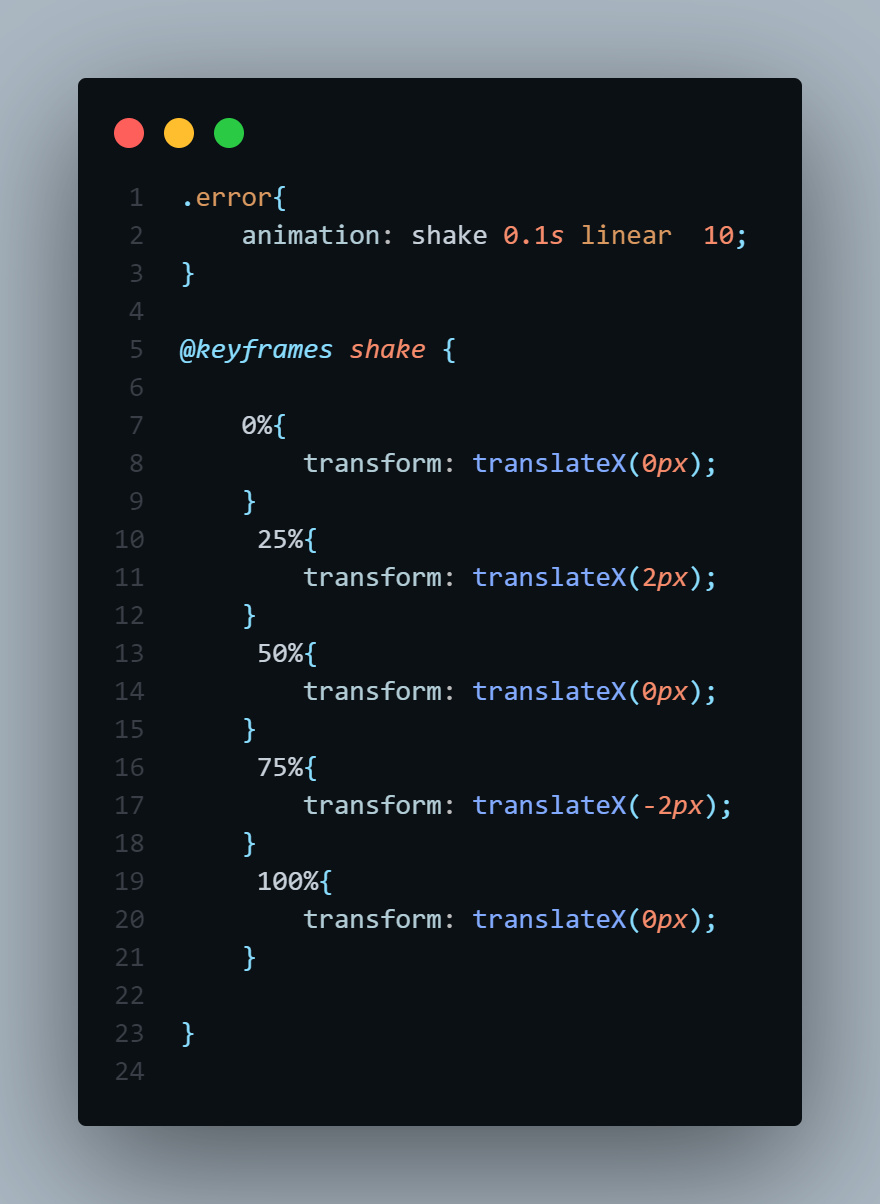 1 .error{
2     animation: shake 0.1s linear  10;
3 }
4
5 @keyframes shake {
6
7     0%{
8         transform: translateX(0px);
9     }
10      25%{
11         transform: translateX(2px);
12     }
13      50%{
14         transform: translateX(0px);
15     }
16      75%{
17         transform: translateX(-2px);
18     }
19      100%{
20         transform: translateX(0px);
21     }
22
23 }
24